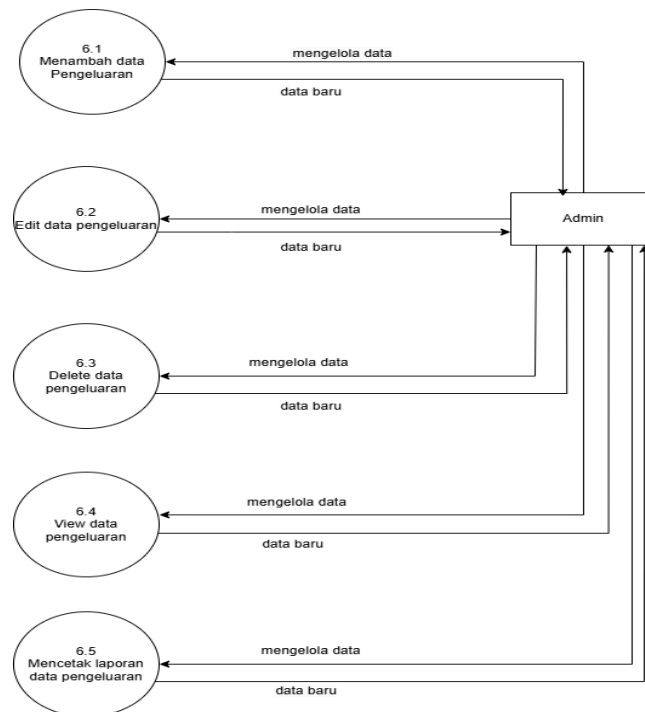 6.1
Menambah data
Pengeluaran
mengelola data
data baru
6.2
Edit data pengeluaran
mengelola data
data baru
Admin
6.3
Delete data
pengeluaran
mengelola data
data baru
6.4
View data
pengeluaran
mengelola data
data baru
6.5
Mencetak laporan
data pengeluaran
mengelola data
data baru